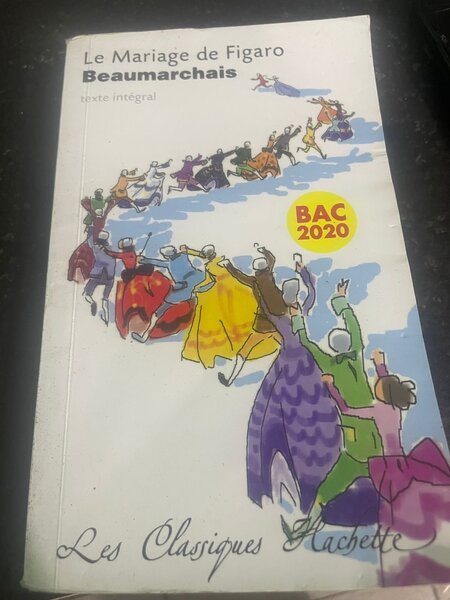 Le Mariage de Figaro
Beaumarchais
texte intégral
BAC
2020
Les Classiques Hachette